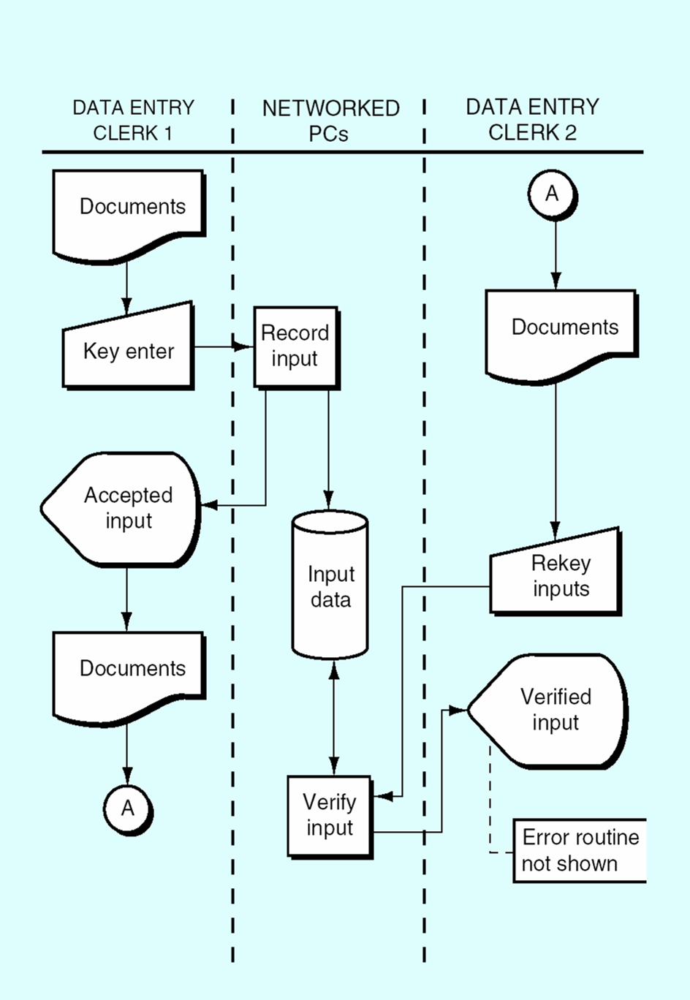 DATA ENTRY
CLERK 1
NETWORKED
PCs
DATA ENTRY
CLERK 2
Documents
Key enter
Accepted
input
Documents
A
Record
input
Input
data
Verify
input
A
Documents
Rekey
inputs
Verified
input
Error routine
not shown